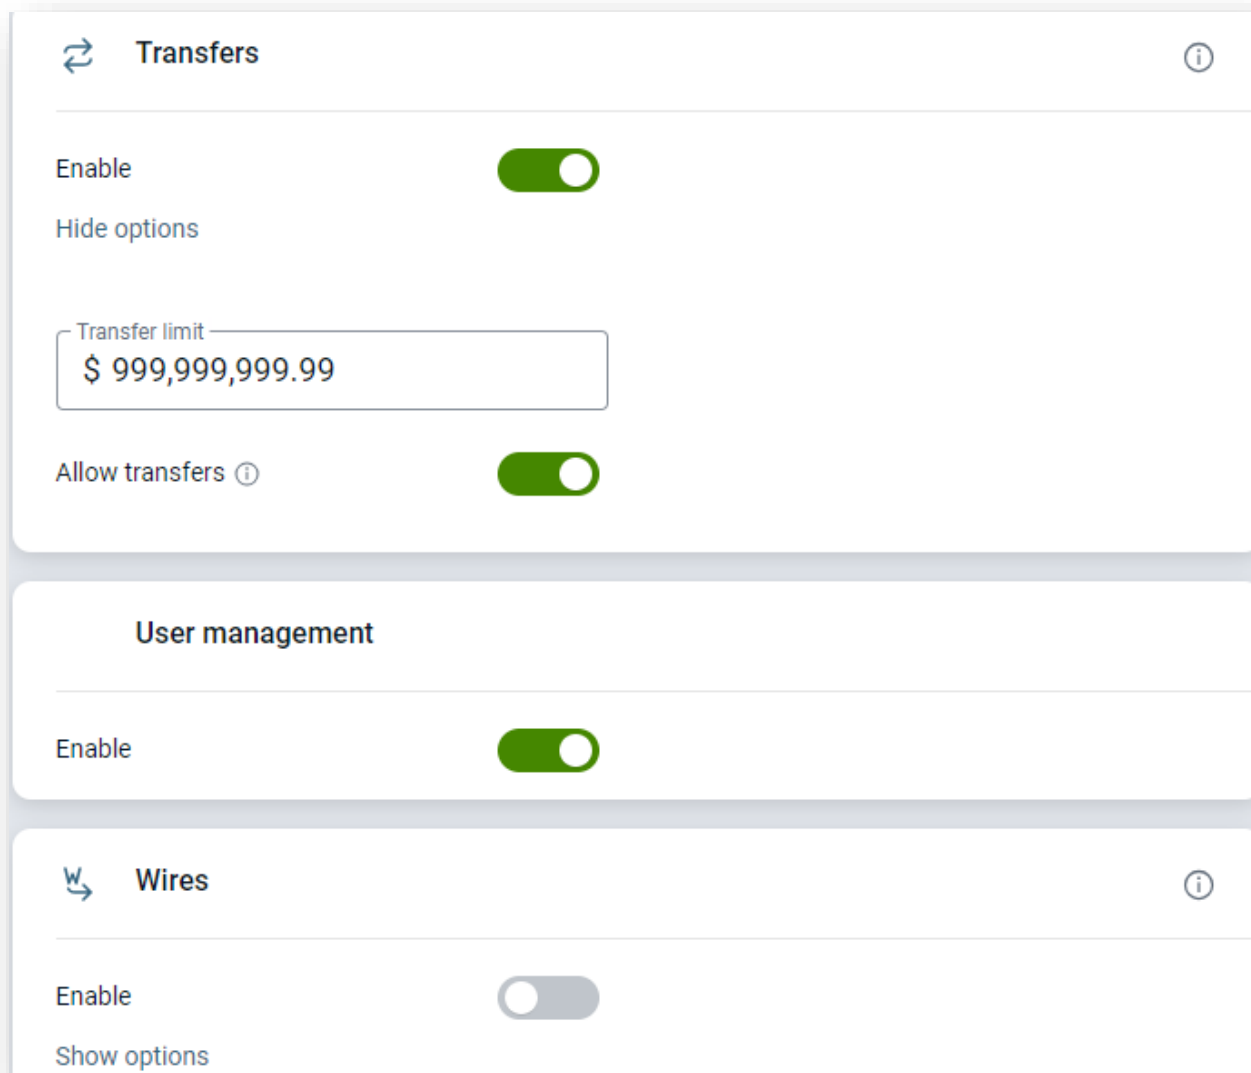 Transfers
Enable
Hide options
Transfer limit
$ 999,999,999.99
Allow transfers
User management
Enable
Wires
Enable
Show options